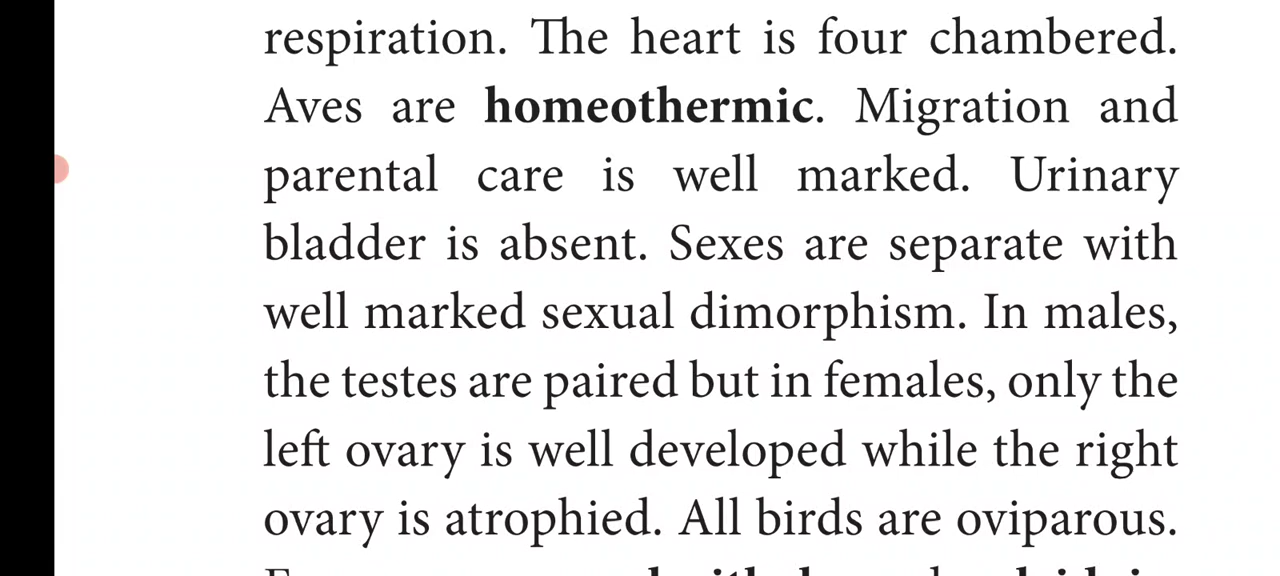 respiration. The heart is four chambered.
Aves are homeothermic. Migration and
parental care is well marked. Urinary
bladder is absent. Sexes are separate with
well marked sexual dimorphism. In males,
the testes are paired but in females, only the
left ovary is well developed while the right
ovary is atrophied. All birds are oviparous.